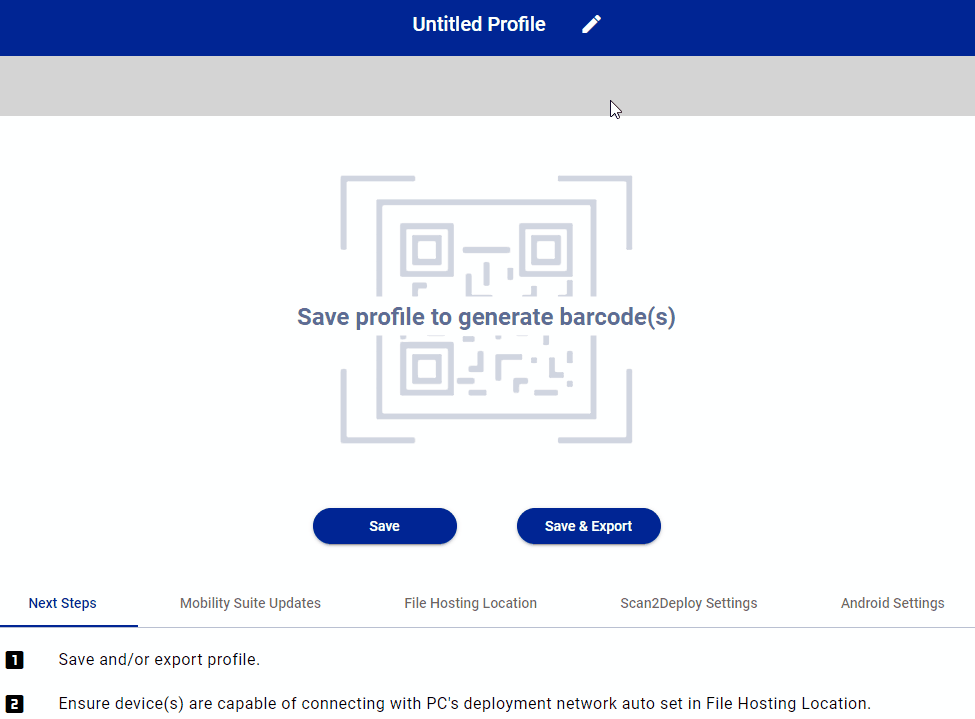 Untitled Profile
Save profile to generate barcode(s)
Save
Save & Export
Next Steps
Mobility Suite Updates
File Hosting Location
Scan2Deploy Settings
Android Settings
1 Save and/or export profile.
2 Ensure device(s) are capable of connecting with PC's deployment network auto set in File Hosting Location.